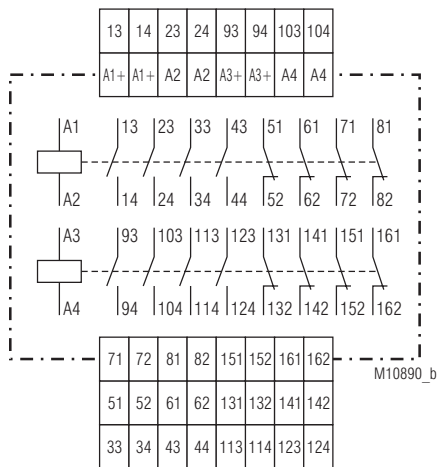 13 14 23 24 93 94 103 104
A1+ A1+ A2 A2 A3+ A3+ A4 A4
A1 13 23 33 43 51 61 71 81
A2 14 24 34 44 52 62 72 82
A3 93 103 113 123 131 141 151 161
A4 94 104 114 124 132 142 152 162
71 72 81 82 151 152 161 162
M10890_b
51 52 61 62 131 132 141 142
33 34 43 44 113 114 123 124